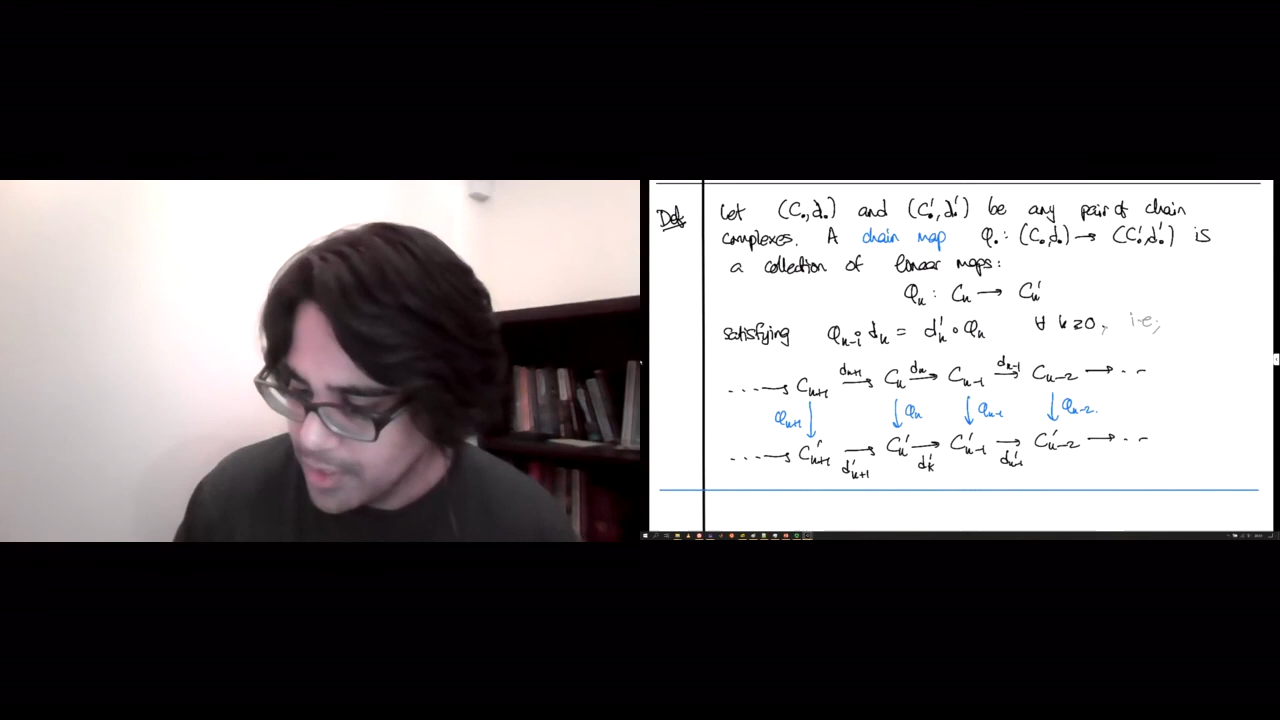 Def Let (C•, d•) and (C'•, d'•) be any pair of chain
complexes. A chain map φ• : (C•, d•) → (C'•, d'•) is
a collection of linear maps:
φₖ : Cₖ → C'ₖ
satisfying φₖ₋₁ ∘ dₖ = d'ₖ ∘ φₖ ∀ k ≥ 0, i.e;
dₖ₊₁ dₖ dₖ₋₁
...→ Cₖ₊₁ → Cₖ → Cₖ₋₁ → Cₖ₋₂ → ...
φₖ₊₁ ↓ ↓ φₖ ↓ φₖ₋₁ ↓ φₖ₋₂.
...→ C'ₖ₊₁ → C'ₖ → C'ₖ₋₁ → C'ₖ₋₂ → ...
d'ₖ₊₁ d'ₖ d'ₖ₋₁